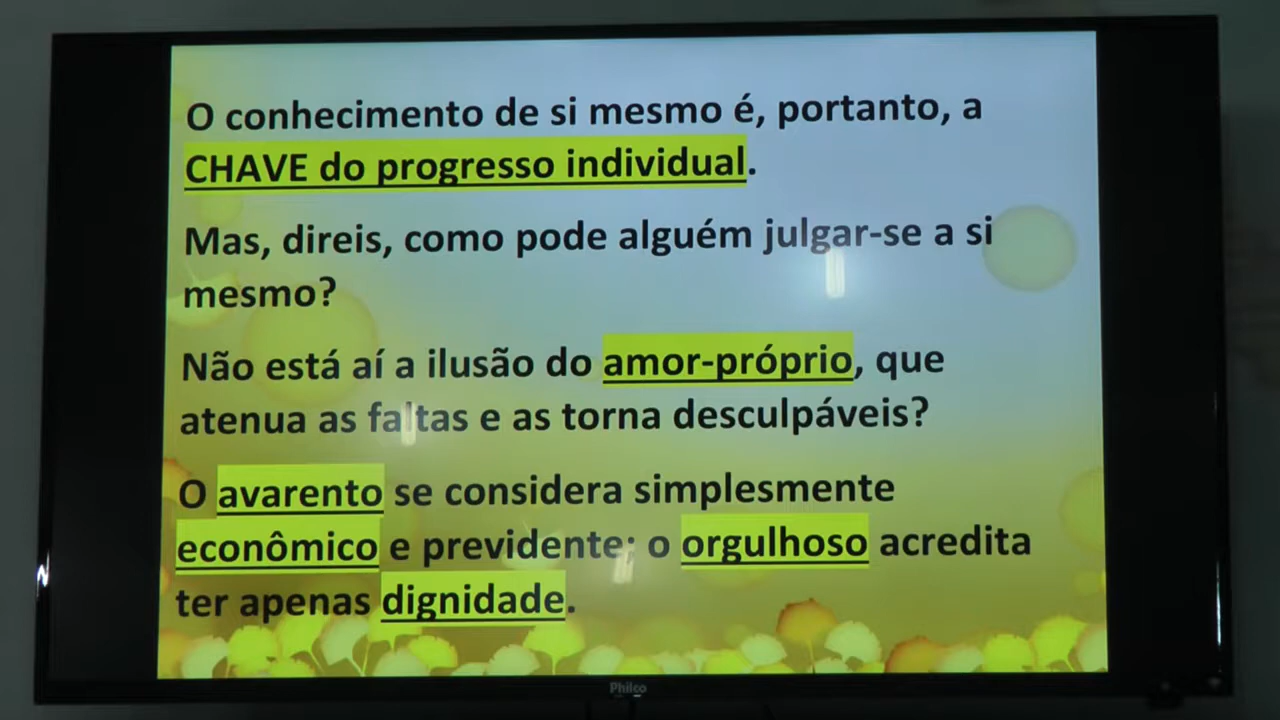 O conhecimento de si mesmo é, portanto, a
CHAVE do progresso individual.
Mas, direis, como pode alguém julgar-se a si
mesmo?
Não está aí a ilusão do amor-próprio, que
atenua as faltas e as torna desculpáveis?
O avarento se considera simplesmente
econômico e previdente; o orgulhoso acredita
ter apenas dignidade.
Philco